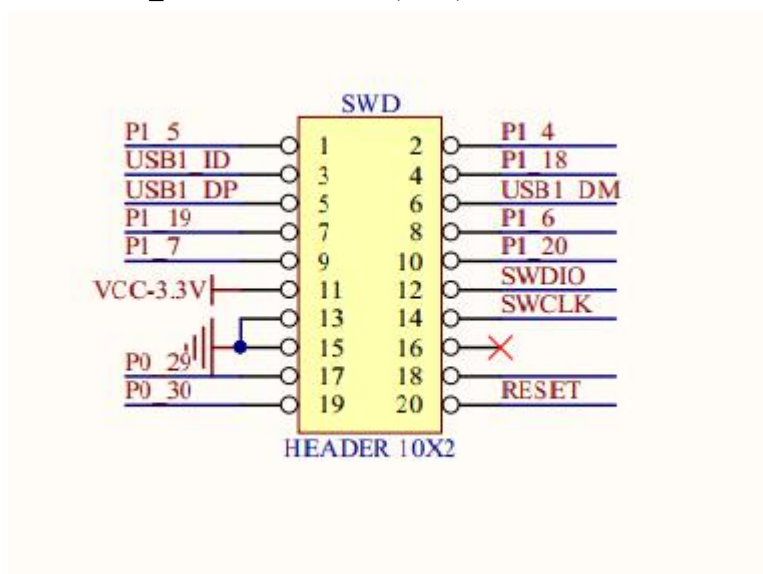 SWD
P1_5 1 2 P1_4
USB1_ID 3 4 P1_18
USB1_DP 5 6 USB1_DM
P1_19 7 8 P1_6
P1_7 9 10 P1_20
VCC-3.3V 11 12 SWDIO
13 14 SWCLK
15 16
P0_29 17 18
P0_30 19 20 RESET
HEADER 10X2